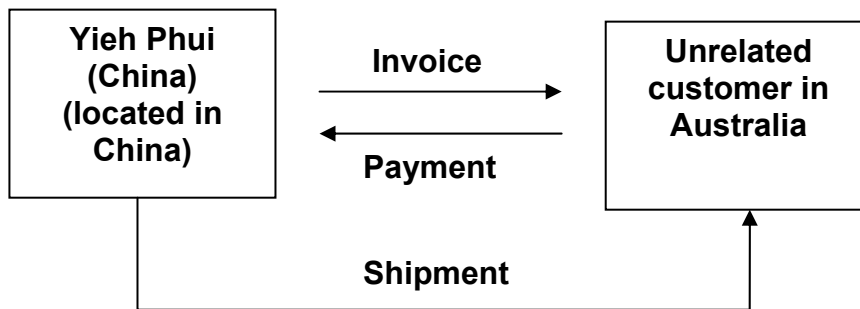 Yieh Phui
(China)
(located in
China)
Invoice
Payment
Unrelated
customer in
Australia
Shipment